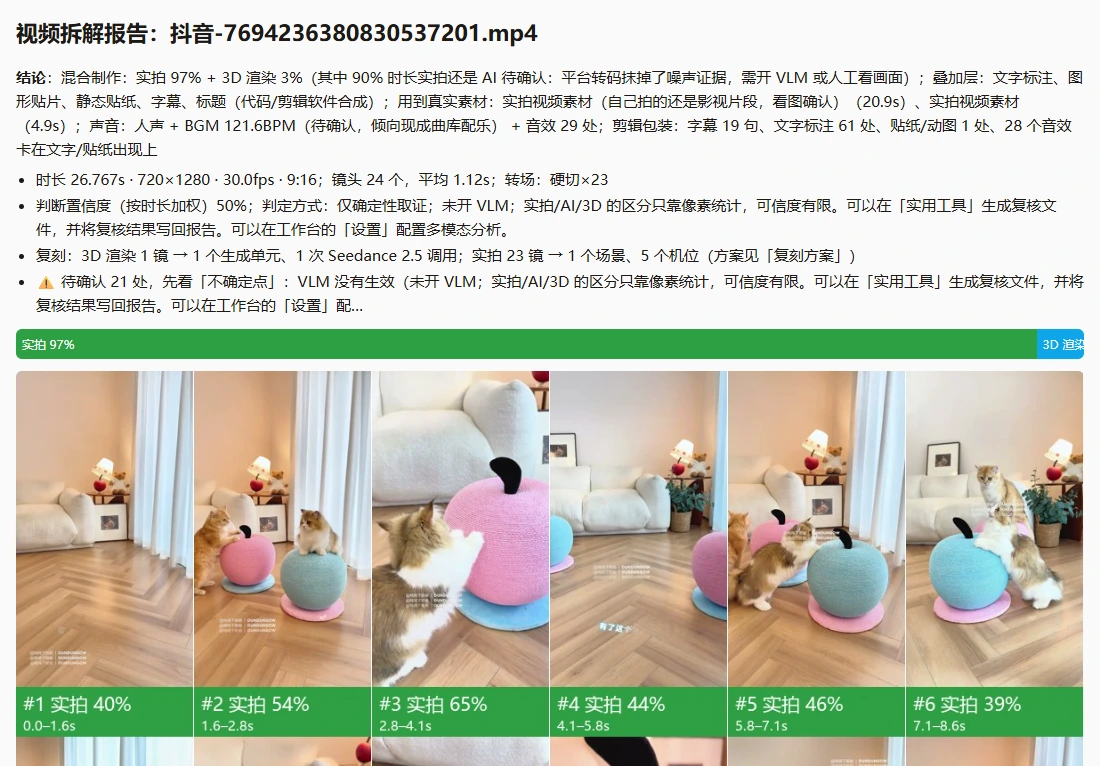 视频拆解报告：抖音-7694236380830537201.mp4
结论：混合制作：实拍 97% + 3D 渲染 3%（其中 90% 时长实拍还是 AI 待确认：平台转码抹掉了噪声证据，需开 VLM 或人工看画面）；叠加层：文字标注、图
形贴片、静态贴纸、字幕、标题（代码/剪辑软件合成）；用到真实素材：实拍视频素材（自己拍的还是影视片段，看图确认）（20.9s）、实拍视频素材
（4.9s）；声音：人声 + BGM 121.6BPM（待确认，倾向现成曲库配乐） + 音效 29 处；剪辑包装：字幕 19 句、文字标注 61 处、贴纸/动图 1 处、28 个音效
卡在文字/贴纸出现上
时长 26.767s · 720×1280 · 30.0fps · 9:16；镜头 24 个，平均 1.12s；转场：硬切×23
判断置信度（按时长加权）50%；判定方式：仅确定性取证；未开 VLM；实拍/AI/3D 的区分只靠像素统计，可信度有限。可以在「实用工具」生成复核文
件，并将复核结果写回报告。可以在工作台的「设置」配置多模态分析。
复刻：3D 渲染 1 镜 → 1 个生成单元、1 次 Seedance 2.5 调用；实拍 23 镜 → 1 个场景、5 个机位（方案见「复刻方案」）
⚠️ 待确认 21 处，先看「不确定点」：VLM 没有生效（未开 VLM；实拍/AI/3D 的区分只靠像素统计，可信度有限。可以在「实用工具」生成复核文件，并将
复核结果写回报告。可以在工作台的「设置」配...
实拍 97%
3D 渲染
有了这个
#1 实拍 40%
0.0–1.6s
#2 实拍 54%
1.6–2.8s
#3 实拍 65%
2.8–4.1s
#4 实拍 44%
4.1–5.8s
#5 实拍 46%
5.8–7.1s
#6 实拍 39%
7.1–8.6s